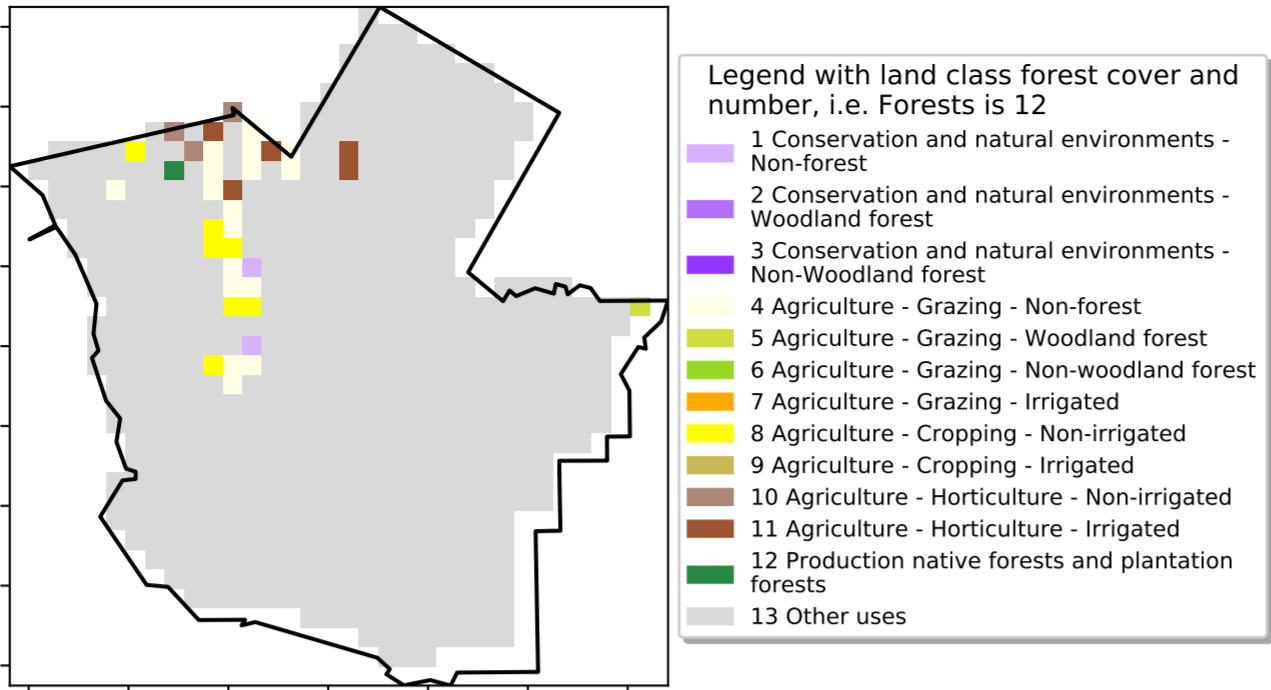 Legend with land class forest cover and
number, i.e. Forests is 12
1 Conservation and natural environments -
Non-forest
2 Conservation and natural environments -
Woodland forest
3 Conservation and natural environments -
Non-Woodland forest
4 Agriculture - Grazing - Non-forest
5 Agriculture - Grazing - Woodland forest
6 Agriculture - Grazing - Non-woodland forest
7 Agriculture - Grazing - Irrigated
8 Agriculture - Cropping - Non-irrigated
9 Agriculture - Cropping - Irrigated
10 Agriculture - Horticulture - Non-irrigated
11 Agriculture - Horticulture - Irrigated
12 Production native forests and plantation
forests
13 Other uses